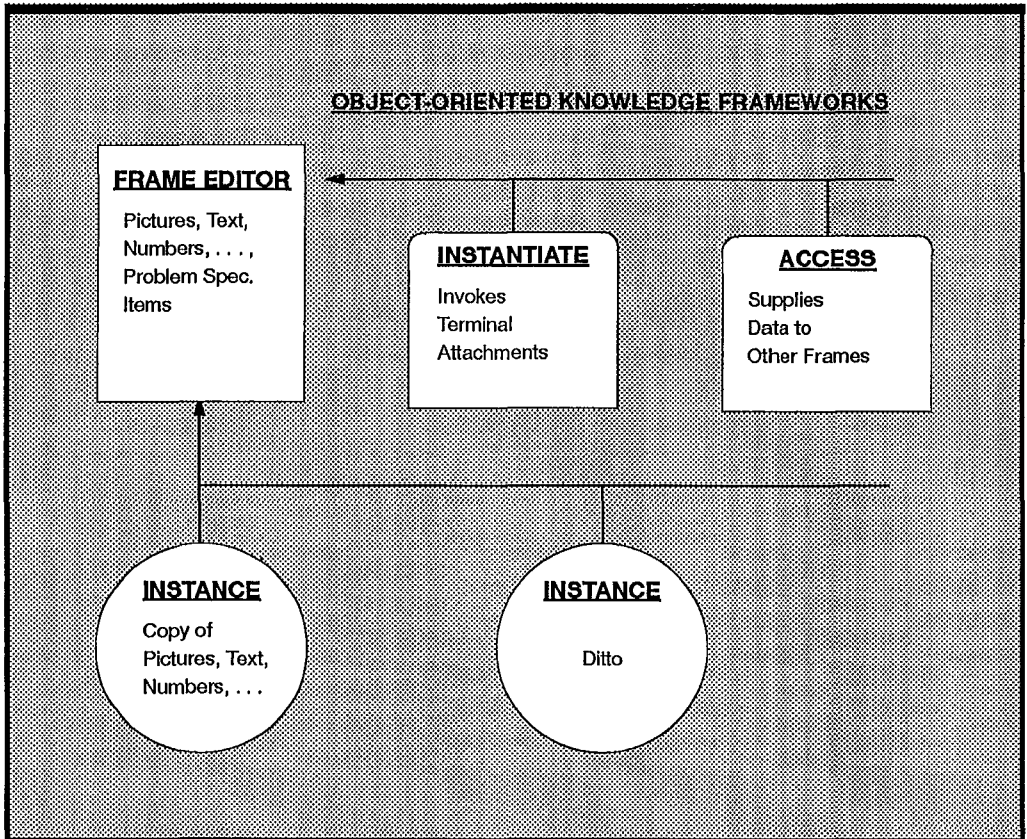 OBJECT-ORIENTED KNOWLEDGE FRAMEWORKS
FRAME EDITOR
Pictures, Text,
Numbers, . . . ,
Problem Spec.
Items
INSTANTIATE
Invokes
Terminal
Attachments
ACCESS
Supplies
Data to
Other Frames
INSTANCE
Copy of
Pictures, Text,
Numbers, . . .
INSTANCE
Ditto